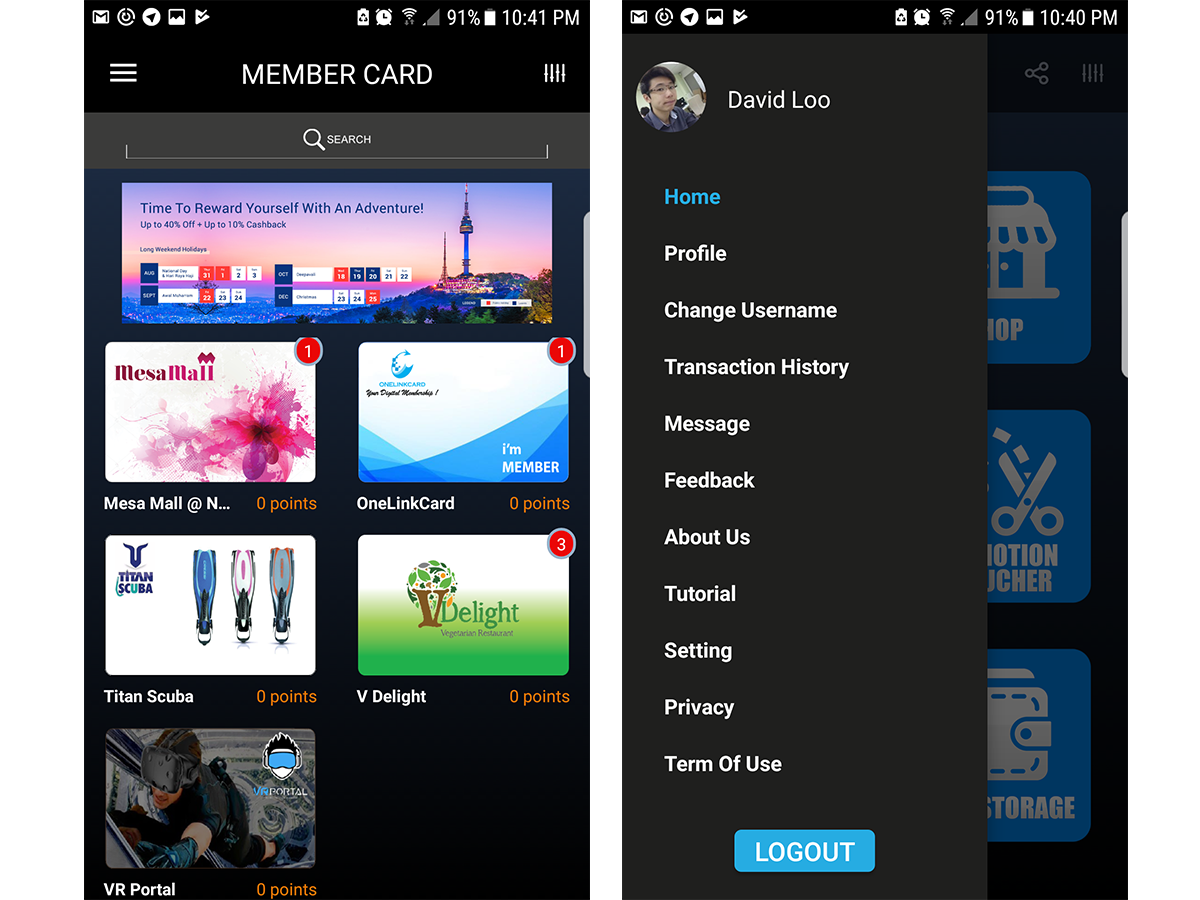 91% 10:41 PM
MEMBER CARD
SEARCH
Time To Reward Yourself With An Adventure!
Up to 40% Off + Up to 10% Cashback
Long Weekend Holidays
AUG National Day & Hari Raya Haji 31 1 2 3
OCT Deepavali 18 19 20 21 22
SEPT Awal Muharram 22 23 24
DEC Christmas 23 24 25
LEGEND
MesaMall
1
ONELINKCARD
Your Digital Membership !
i'm
MEMBER
1
Mesa Mall @ N... 0 points
OneLinkCard 0 points
TITAN
SCUBA
VDelight
Vegetarian Restaurant
3
Titan Scuba 0 points
V Delight 0 points
VRPORTAL
VR Portal 0 points
91% 10:40 PM
David Loo
Home
Profile
Change Username
Transaction History
Message
Feedback
About Us
Tutorial
Setting
Privacy
Term Of Use
LOGOUT
HOP
MOTION
UCHER
STORAGE